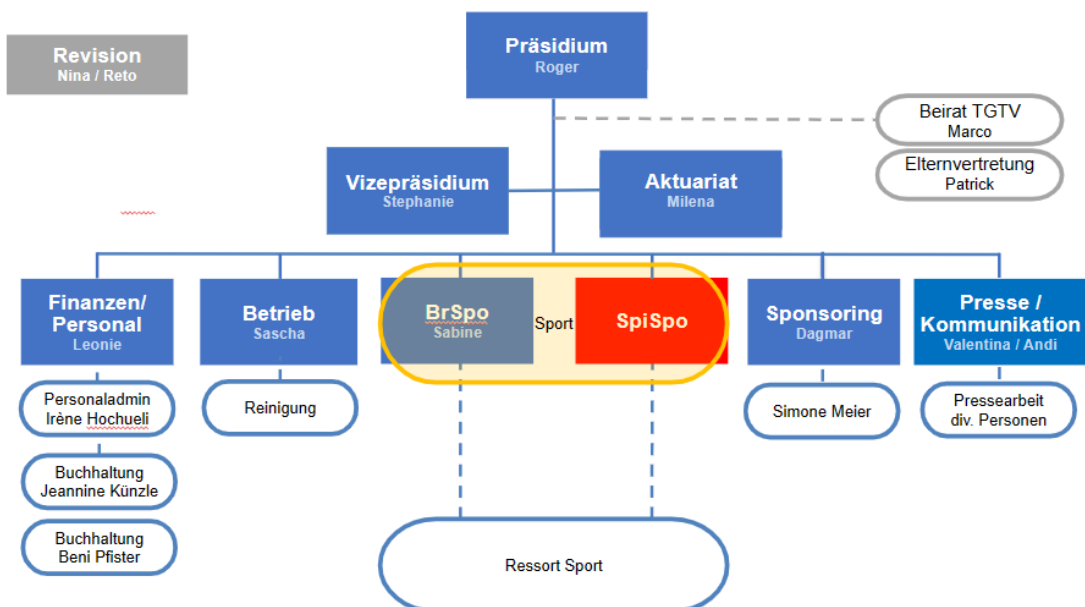 Präsidium
Roger
Revision
Nina / Reto
Beirat TGTV
Marco
Elternvertretung
Patrick
Vizepräsidium
Stephanie
Aktuariat
Milena
Finanzen/
Personal
Leonie
Betrieb
Sascha
BrSpo
Sabine
Sport
SpiSpo
Sponsoring
Dagmar
Presse /
Kommunikation
Valentina / Andi
Personaladmin
Irène Hochueli
Reinigung
Simone Meier
Pressearbeit
div. Personen
Buchhaltung
Jeannine Künzle
Buchhaltung
Beni Pfister
Ressort Sport